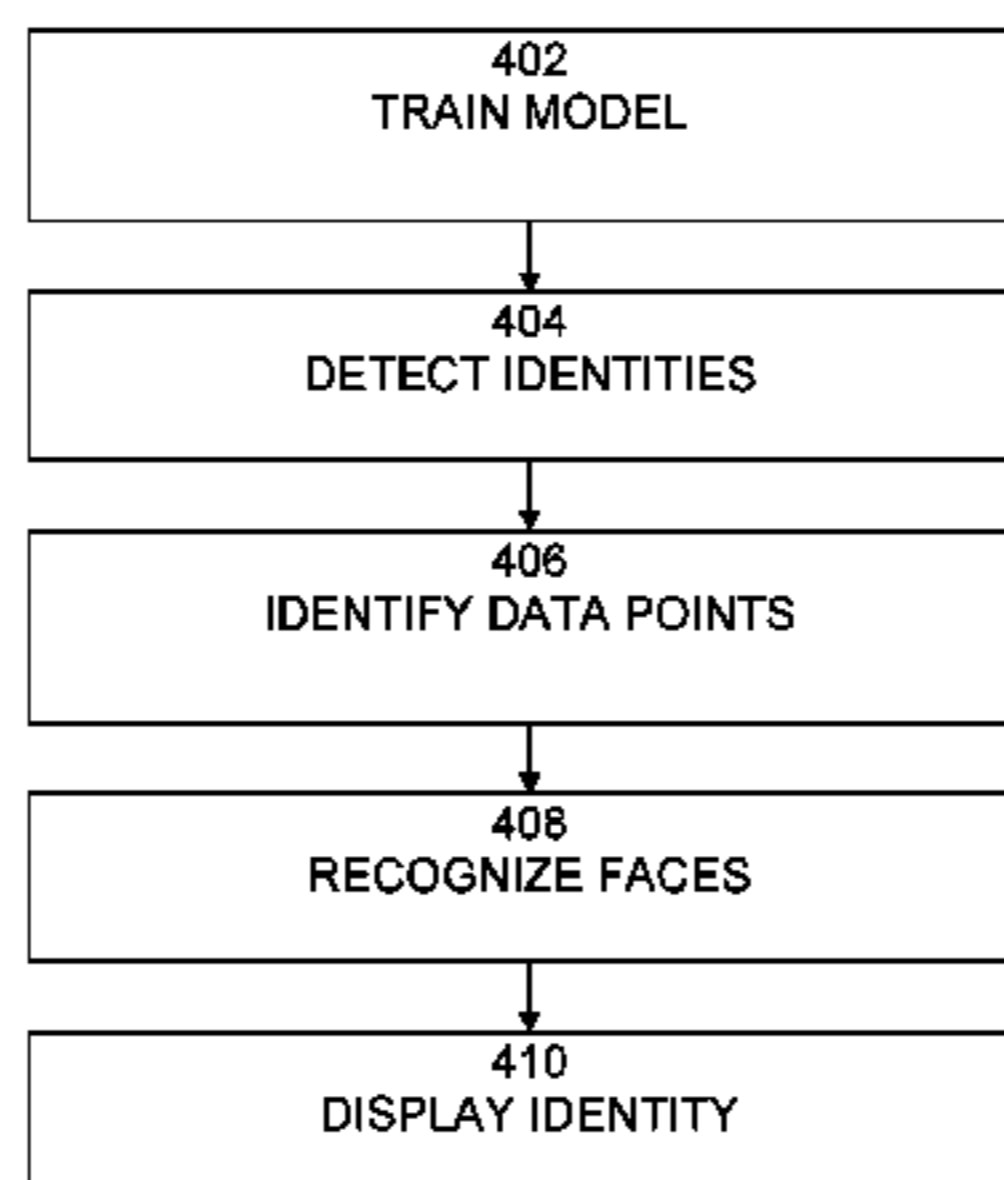 402
TRAIN MODEL
404
DETECT IDENTITIES
406
IDENTIFY DATA POINTS
408
RECOGNIZE FACES
410
DISPLAY IDENTITY